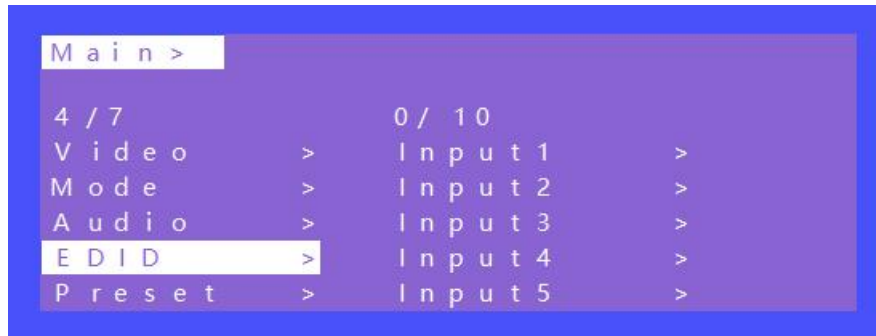 Main>
4/7 0/ 10
Video > Input1 >
Mode > Input2 >
Audio > Input3 >
EDID > Input4 >
Preset > Input5 >